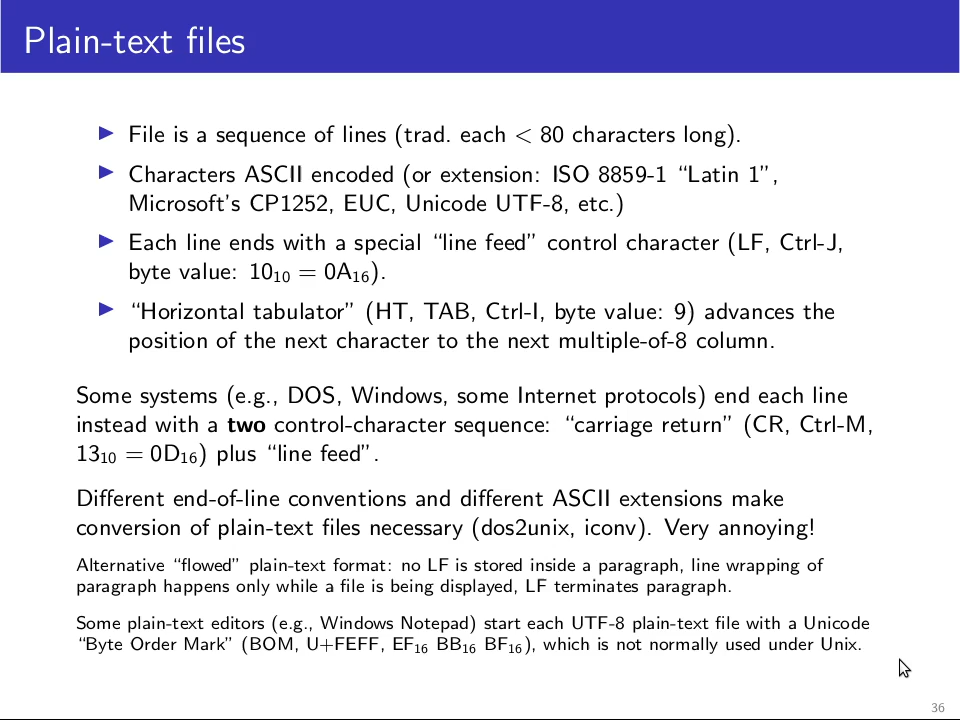 Plain-text files
▶ File is a sequence of lines (trad. each < 80 characters long).
▶ Characters ASCII encoded (or extension: ISO 8859-1 “Latin 1”,
Microsoft’s CP1252, EUC, Unicode UTF-8, etc.)
▶ Each line ends with a special “line feed” control character (LF, Ctrl-J,
byte value: 10₁₀ = 0A₁₆).
▶ “Horizontal tabulator” (HT, TAB, Ctrl-I, byte value: 9) advances the
position of the next character to the next multiple-of-8 column.
Some systems (e.g., DOS, Windows, some Internet protocols) end each line
instead with a two control-character sequence: “carriage return” (CR, Ctrl-M,
13₁₀ = 0D₁₆) plus “line feed”.
Different end-of-line conventions and different ASCII extensions make
conversion of plain-text files necessary (dos2unix, iconv). Very annoying!
Alternative “flowed” plain-text format: no LF is stored inside a paragraph, line wrapping of
paragraph happens only while a file is being displayed, LF terminates paragraph.
Some plain-text editors (e.g., Windows Notepad) start each UTF-8 plain-text file with a Unicode
“Byte Order Mark” (BOM, U+FEFF, EF₁₆ BB₁₆ BF₁₆), which is not normally used under Unix.
36